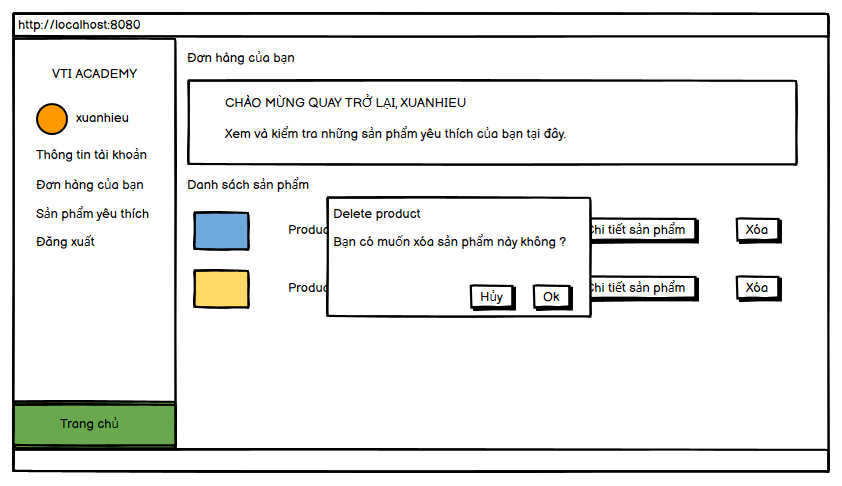 http://localhost:8080
VTI ACADEMY
xuanhieu
Thông tin tài khoản
Đơn hàng của bạn
Sản phẩm yêu thích
Đăng xuất
Trang chủ
Đơn hàng của bạn
CHÀO MỪNG QUAY TRỞ LẠI, XUANHIEU
Xem và kiểm tra những sản phẩm yêu thích của bạn tại đây.
Danh sách sản phẩm
Produc
hi tiết sản phẩm
Xóa
Delete product
Bạn có muốn xóa sản phẩm này không ?
Hủy
Ok
Produc
hi tiết sản phẩm
Xóa